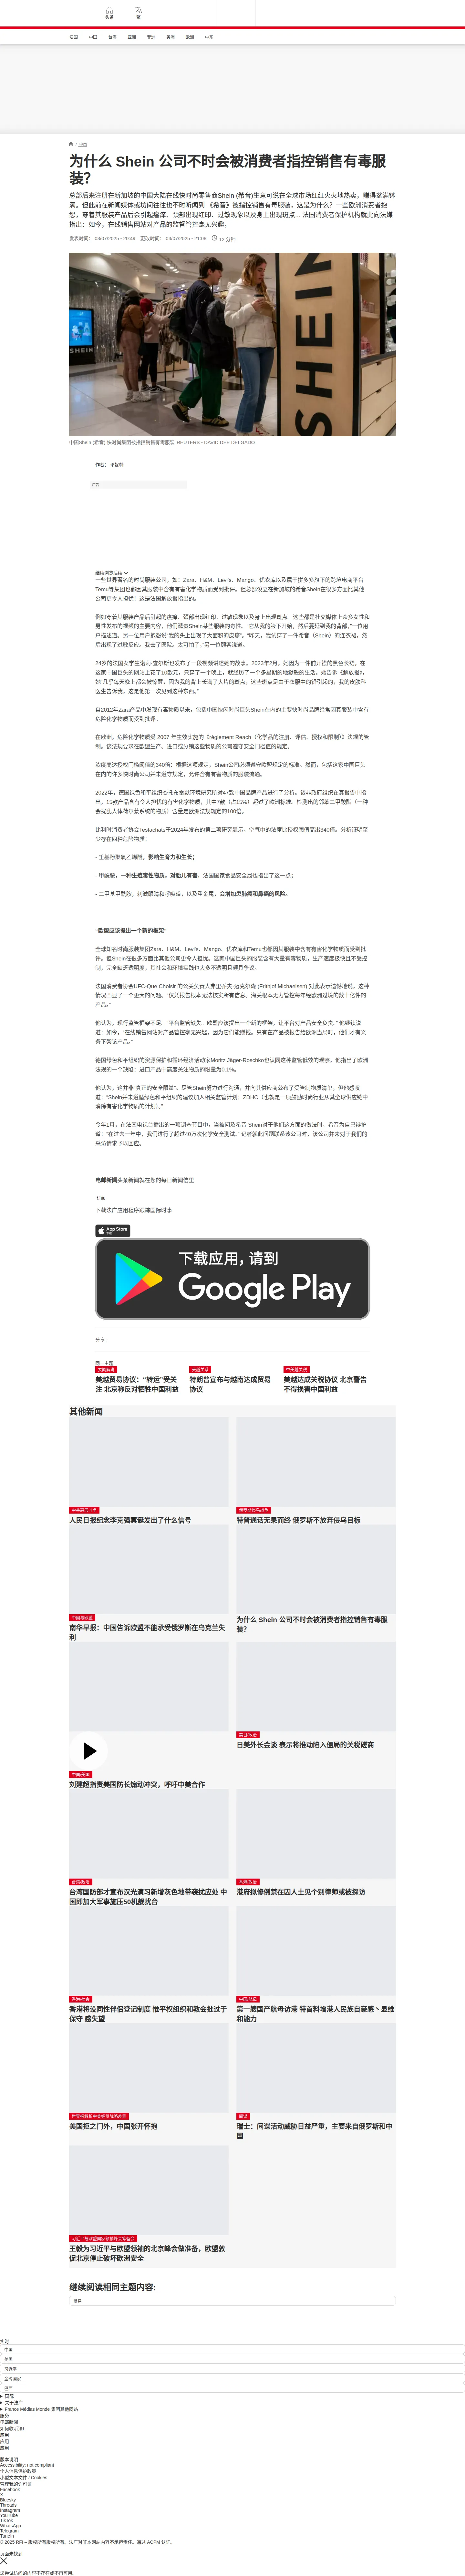 头条
繁
法国
中国
台海
亚洲
非洲
美洲
欧洲
中东
/ 中国
为什么 Shein 公司不时会被消费者指控销售有毒服
装？
总部后来注册在新加坡的中国大陆在线快时尚零售商Shein (希音)生意可说在全球市场红红火火地热卖，赚得盆满钵
满。但此前在新闻媒体或坊间往往也不时听闻到《希音》被指控销售有毒服装，这是为什么？一些欧洲消费者抱
怨，穿着其服装产品后会引起瘙痒、颈部出现红印、过敏现象以及身上出现斑点... 法国消费者保护机构就此向法媒
指出：如今，在线销售网站对产品的监督管控毫无兴趣，
发表时间： 03/07/2025 - 20:49 更改时间： 03/07/2025 - 21:08 12 分钟
SHEIN
SHEIN
中国Shein (希音) 快时尚集团被指控销售有毒服装 REUTERS - DAVID DEE DELGADO
作者： 珍妮特
广告
继续浏览后续
一些世界著名的时尚服装公司，如：Zara、H&M、Levi's、Mango、优衣库以及属于拼多多旗下的跨境电商平台
Temu等集团也都因其服装中含有有害化学物质而受到批评。但总部设立在新加坡的希音Shein在很多方面比其他
公司更令人担忧！这是法国解放报指出的。
例如穿着其服装产品后引起的瘙痒、颈部出现红印、过敏现象以及身上出现斑点，这些都是社交媒体上众多女孩们和
男性发布的视频的主要内容，他们谴责Shein某些服装的毒性。“它从我的腋下开始，然后蔓延到我的背部,”一位用
户描述道。另一位用户抱怨说“我的头上出现了大面积的皮疹”。“昨天，我试穿了一件希音（Shein）的连衣裙，然
后出现了过敏反应。我去了医院。太可怕了,”另一位顾客说道。
24岁的法国女学生诺莉·舍尔断也发布了一段视频讲述她的故事。2023年2月，她因为一件前开襟的黑色长裙，在
这家中国巨头的网站上花了10欧元，只穿了一个晚上，就经历了一个多星期的地狱般的生活。她告诉《解放报》，
她“几乎每天晚上都会被惊醒，因为我的背上长满了大片的斑点，这些斑点是由于衣服中的铅引起的，我的皮肤科
医生告诉我，这是他第一次见到这种东西。”
自2012年Zara产品中发现有毒物质以来，包括中国快闪时尚巨头Shein在内的主要快时尚品牌经常因其服装中含有
危险化学物质而受到批评。
在欧洲，危险化学物质受 2007 年生效实施的《règlement Reach（化学品的注册、评估、授权和限制）》法规的管
制，该法规要求在欧盟生产、进口或分销这些物质的公司遵守安全门槛值的规定。
浓度高达授权门槛阈值的340倍：根据这项规定，Shein公司必须遵守欧盟规定的标准。然而，包括这家中国巨头
在内的许多快时尚公司并未遵守规定，允许含有有害物质的服装流通。
2022年，德国绿色和平组织委托布雷默环境研究所对47款中国品牌产品进行了分析。该非政府组织在其报告中指
出，15款产品含有令人担忧的有害化学物质，其中7款（占15%）超过了欧洲标准。检测出的邻苯二甲酸酯（一种
会扰乱人体荷尔蒙系统的物质）含量是欧洲法规规定的100倍。
比利时消费者协会Testachats于2024年发布的第二项研究显示，空气中的浓度比授权阈值高出340倍。分析证明至
少存在四种危险物质：
- 壬基酚聚氧乙烯醚，影响生育力和生长；
- 甲酰胺，一种生殖毒性物质，对胎儿有害，法国国家食品安全局也指出了这一点；
- 二甲基甲酰胺，刺激眼睛和呼吸道，以及重金属，会增加患肺癌和鼻癌的风险。
“欧盟应该提出一个新的框架”
全球知名时尚服装集团Zara、H&M、Levi's、Mango、优衣库和Temu也都因其服装中含有有害化学物质而受到批
评。但Shein在很多方面比其他公司更令人担忧。这家中国巨头的服装含有大量有毒物质，生产速度极快且不受控
制，完全缺乏透明度，其社会和环境实践也大多不透明且颇具争议。
法国消费者协会UFC-Que Choisir 的公关负责人弗里乔夫·迈克尔森 (Frithjof Michaelsen) 对此表示遗憾地说，这种
情况凸显了一个更大的问题。“仅凭报告根本无法核实所有信息。海关根本无力管控每年经欧洲过境的数十亿件的
产品。”
他认为，现行监管框架不足。“平台监管缺失。欧盟应该提出一个新的框架，让平台对产品安全负责。”他继续说
道：如今，“在线销售网站对产品管控毫无兴趣，因为它们能赚钱。只有在产品被报告给欧洲当局时，他们才有义
务下架该产品。”
德国绿色和平组织的资源保护和循环经济活动家Moritz Jäger-Roschko也认同这种监管低效的观察。他指出了欧洲
法规的一个缺陷：进口产品中高度关注物质的限量为0.1%。
他认为，这并非“真正的安全限量”，尽管Shein努力进行沟通，并向其供应商公布了受管制物质清单，但他想叹
道：“Shein并未遵循绿色和平组织的建议加入相关监管计划：ZDHC（也就是一项鼓励时尚行业从其全球供应链中
消除有害化学物质的计划）。”
今年1月，在法国电视台播出的一项调查节目中，当被问及希音 Shein对于他们这方面的做法时，希音为自己辩护
道：“在过去一年中，我们进行了超过40万次化学安全测试。” 记者就此问题联系该公司时，该公司并未对于我们的
采访请求予以回应。
电邮新闻头条新闻就在您的每日新闻信里
订阅
下载法广应用程序跟踪国际时事
App Store
下载应用，请到
Google Play
分享 :
同一主题
要闻解说
美越贸易协议：“转运”受关
注 北京称反对牺牲中国利益
美越关系
特朗普宣布与越南达成贸易
协议
中美越关税
美越达成关税协议 北京警告
不得损害中国利益
其他新闻
中共高层斗争
人民日报纪念李克强冥诞发出了什么信号
俄罗斯侵乌战争
特普通话无果而终 俄罗斯不放弃侵乌目标
中国与欧盟
南华早报：中国告诉欧盟不能承受俄罗斯在乌克兰失
利
为什么 Shein 公司不时会被消费者指控销售有毒服
装？
中国/美国
刘建超指责美国防长煽动冲突，呼吁中美合作
美日/政治
日美外长会谈 表示将推动陷入僵局的关税磋商
台湾/政治
台湾国防部才宣布汉光演习新增灰色地带袭扰应处 中
国即加大军事施压50机舰扰台
香港/政治
港府拟修例禁在囚人士见个别律师或被探访
香港/社会
香港将设同性伴侣登记制度 惟平权组织和教会批过于
保守 感失望
中国/航母
第一艘国产航母访港 特首料增港人民族自豪感丶显维
和能力
美国拒之门外，中国张开怀抱
间谍
瑞士：间谍活动威胁日益严重，主要来自俄罗斯和中
国
习近平与欧盟国家领袖峰会筹备会
王毅为习近平与欧盟领袖的北京峰会做准备，欧盟敦
促北京停止破坏欧洲安全
继续阅读相同主题内容:
贸易
实时
中国
美国
习近平
金砖国家
巴西
国际
关于法广
France Médias Monde 集团其他网站
服务
电邮新闻
如何收听法广
应用
应用
应用
版本说明
Accessibility: not compliant
个人信息保护政策
小型文本文件 / Cookies
管理我的许可证
Facebook
X
Bluesky
Threads
Instagram
YouTube
TikTok
WhatsApp
Telegram
TuneIn
© 2025 RFI – 版权所有版权所有。法广对非本网站内容不承担责任。通过 ACPM 认证。
页面未找到
您尝试访问的内容不存在或不再可用。